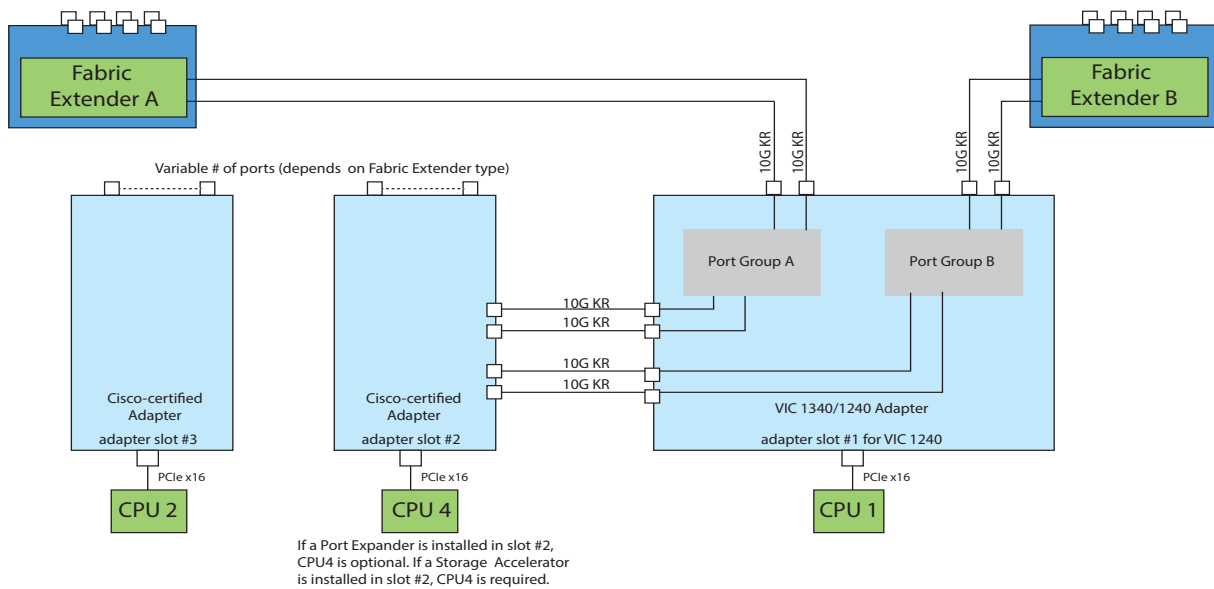 Fabric
Extender A
Fabric
Extender B
10G KR
10G KR
10G KR
10G KR
Variable # of ports (depends on Fabric Extender type)
Port Group A
Port Group B
10G KR
10G KR
10G KR
10G KR
Cisco-certified
Adapter
adapter slot #3
Cisco-certified
Adapter
adapter slot #2
VIC 1340/1240 Adapter
adapter slot #1 for VIC 1240
PCIe x16
PCIe x16
PCIe x16
CPU 2
CPU 4
CPU 1
If a Port Expander is installed in slot #2,
CPU4 is optional. If a Storage Accelerator
is installed in slot #2, CPU4 is required.